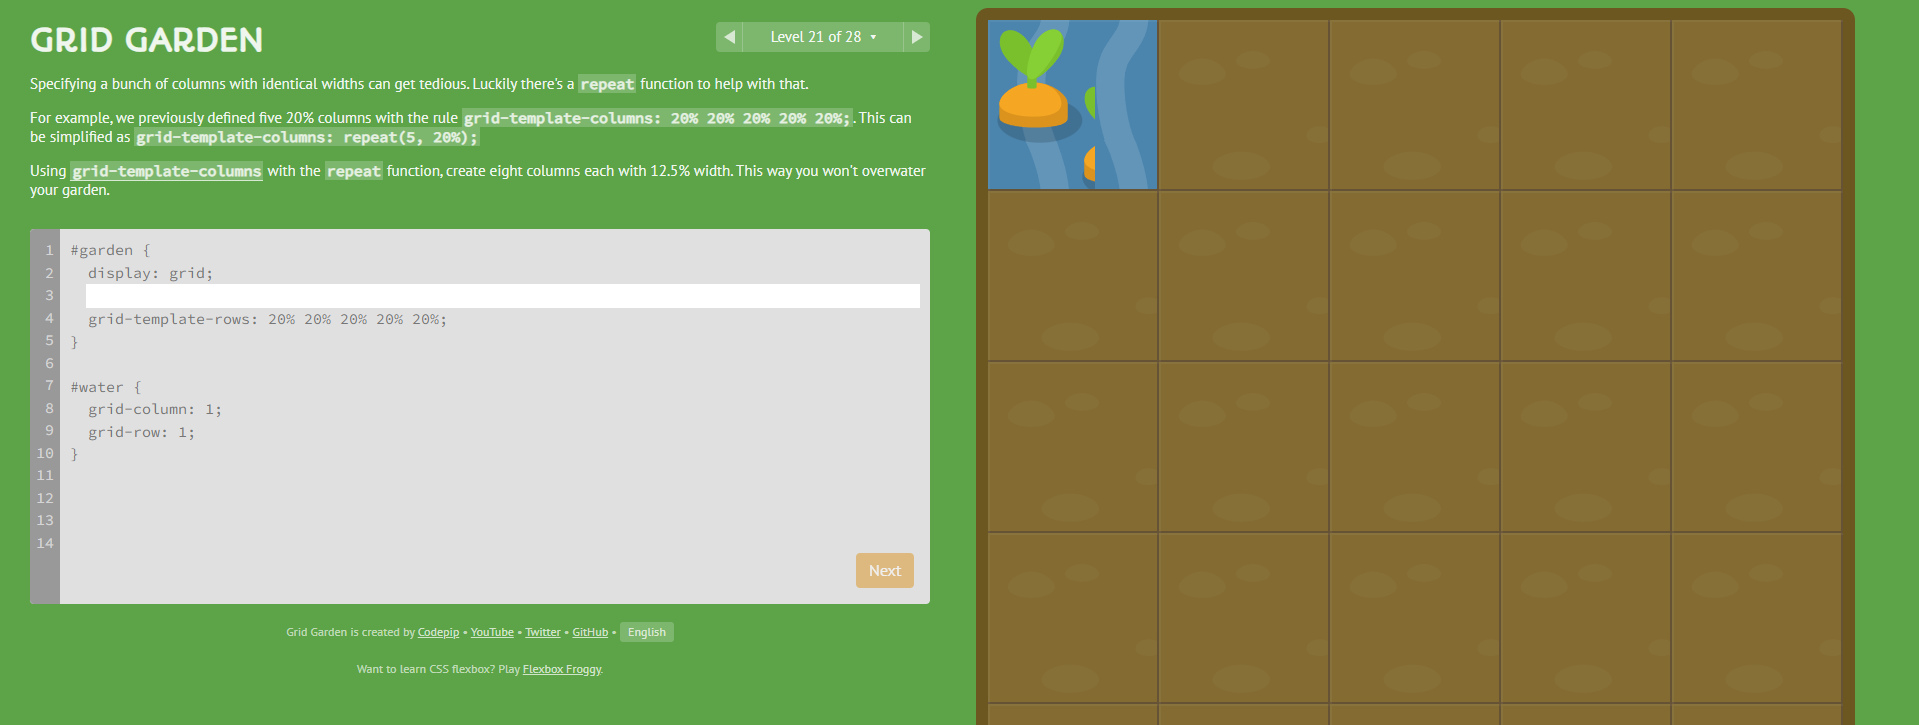 GRID GARDEN
Level 21 of 28
Specifying a bunch of columns with identical widths can get tedious. Luckily there's a repeat function to help with that.
For example, we previously defined five 20% columns with the rule grid-template-columns: 20% 20% 20% 20% 20%;. This can
be simplified as grid-template-columns: repeat(5, 20%);
Using grid-template-columns with the repeat function, create eight columns each with 12.5% width. This way you won't overwater
your garden.
1 #garden {
2 display: grid;
3
4 grid-template-rows: 20% 20% 20% 20% 20%;
5 }
6
7 #water {
8 grid-column: 1;
9 grid-row: 1;
10 }
11
12
13
14
Next
Grid Garden is created by Codepip • YouTube • Twitter • GitHub • English
Want to learn CSS flexbox? Play Flexbox Froggy.